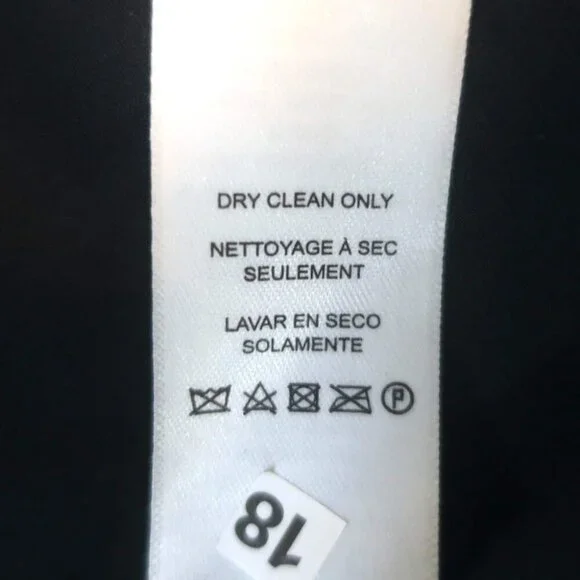 DRY CLEAN ONLY
NETTOYAGE À SEC
SEULEMENT
LAVAR EN SECO
SOLAMENTE
P
18